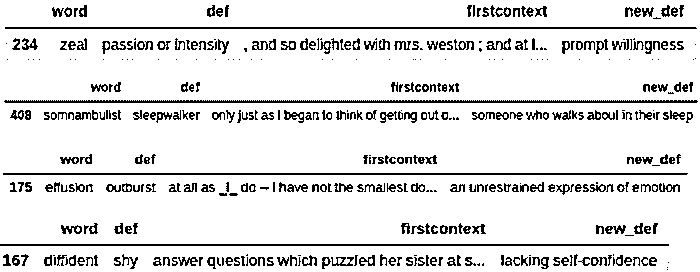 word def firstcontext new_def
234 zeal passion or intensity , and so delighted with mrs. weston ; and at l... prompt willingness
word def firstcontext new_def
409 somnambulist sleepwalker only just as I began to think of getting out o... someone who walks about in their sleep
word def firstcontext new_def
175 effusion outburst at all as _I_ do -- I have not the smallest do... an unrestrained expression of emotion
word def firstcontext new_def
167 diffident shy answer questions which puzzled her sister at s... lacking self-confidence